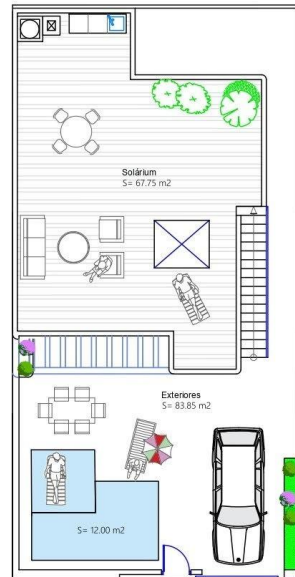 Solárium
S= 67.75 m2
Exteriores
S= 83.85 m2
S= 12.00 m2